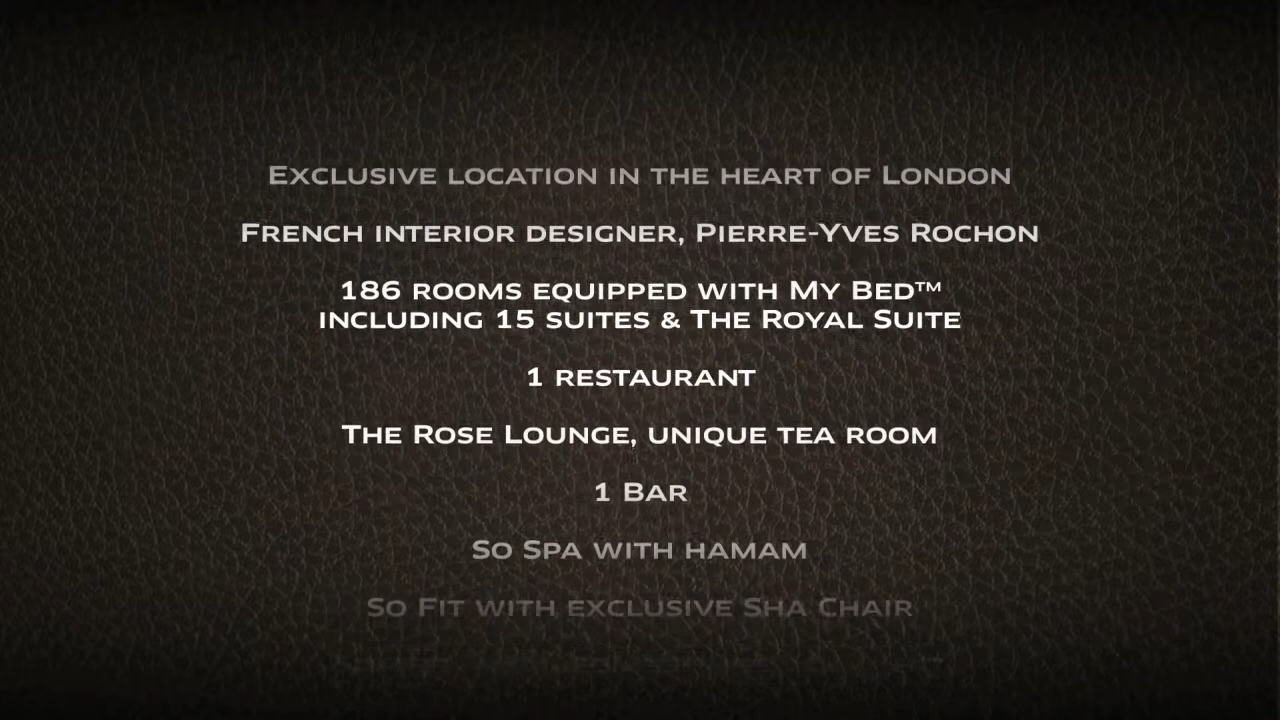 Exclusive location in the heart of London
French interior designer, Pierre-Yves Rochon
186 rooms equipped with My Bed™
including 15 suites & The Royal Suite
1 restaurant
The Rose Lounge, unique tea room
1 Bar
So Spa with hamam
So Fit with exclusive Sha Chair